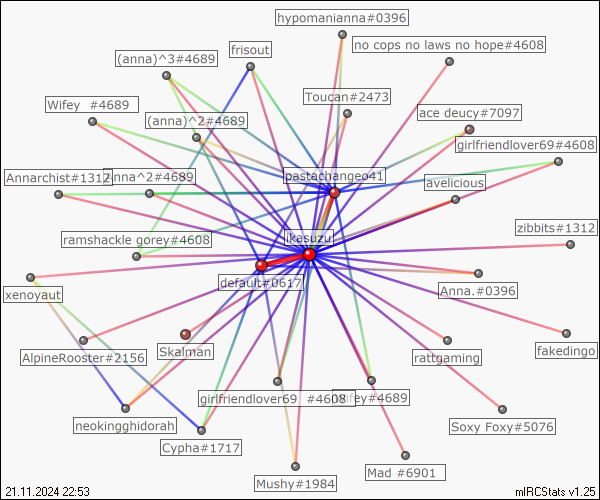 hypomanianna#0396
no cops no laws no hope#4608
frisout
(anna)^3#4689
Toucan#2473
Wifey #4689
ace deucy#7097
(anna)^2#4689
girlfriendlover69#4608
pastachangeo41
Annarchist#1312
anna^2#4689
avelicious
zibbits#1312
ikasuzu
ramshackle gorey#4608
default#0617
Anna.#0396
xenoyaut
fakedingo
Skalman
AlpineRooster#2156
rattgaming
girlfriendlover69 #4608
#4689
neokingghidorah
Soxy Foxy#5076
Cypha#1717
Mad #6901
Mushy#1984
21.11.2024 22:53
mIRCStats v1.25